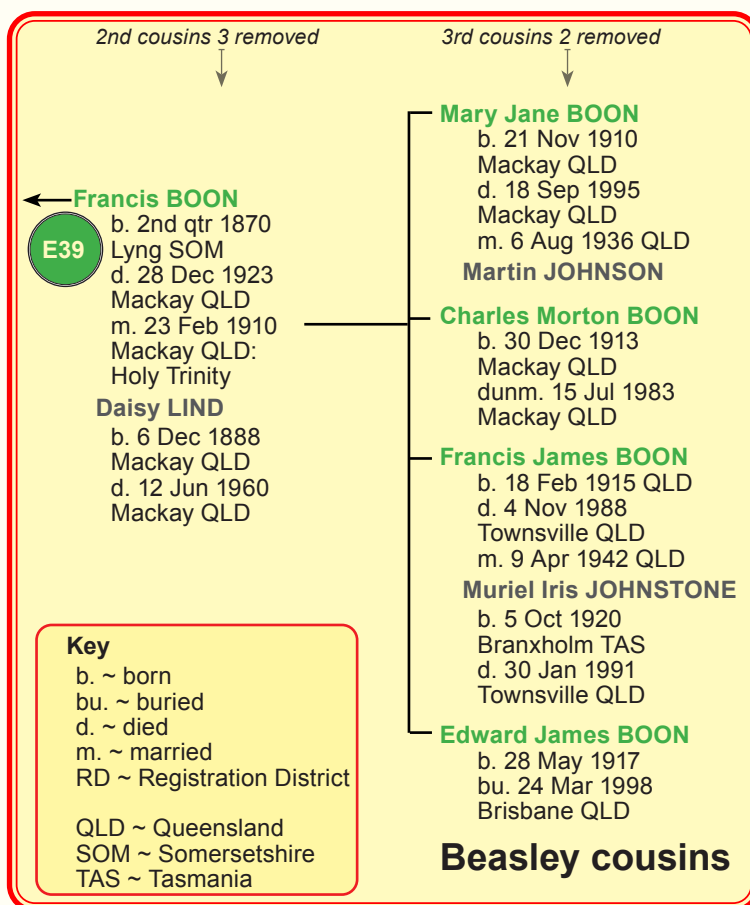 2nd cousins 3 removed
3rd cousins 2 removed
Francis BOON
E39
b. 2nd qtr 1870
Lyng SOM
d. 28 Dec 1923
Mackay QLD
m. 23 Feb 1910
Mackay QLD:
Holy Trinity
Daisy LIND
b. 6 Dec 1888
Mackay QLD
d. 12 Jun 1960
Mackay QLD
Mary Jane BOON
b. 21 Nov 1910
Mackay QLD
d. 18 Sep 1995
Mackay QLD
m. 6 Aug 1936 QLD
Martin JOHNSON
Charles Morton BOON
b. 30 Dec 1913
Mackay QLD
dunm. 15 Jul 1983
Mackay QLD
Francis James BOON
b. 18 Feb 1915 QLD
d. 4 Nov 1988
Townsville QLD
m. 9 Apr 1942 QLD
Muriel Iris JOHNSTONE
b. 5 Oct 1920
Branxholm TAS
d. 30 Jan 1991
Townsville QLD
Edward James BOON
b. 28 May 1917
bu. 24 Mar 1998
Brisbane QLD
Key
b. ~ born
bu. ~ buried
d. ~ died
m. ~ married
RD ~ Registration District
QLD ~ Queensland
SOM ~ Somersetshire
TAS ~ Tasmania
Beasley cousins